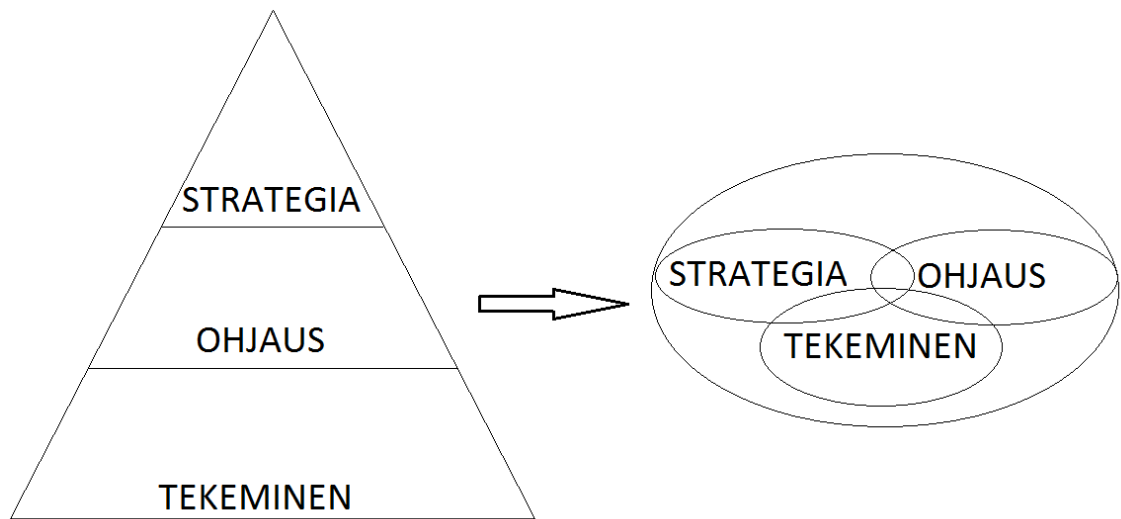 STRATEGIA
OHJAUS
TEKEMINEN
STRATEGIA
OHJAUS
TEKEMINEN